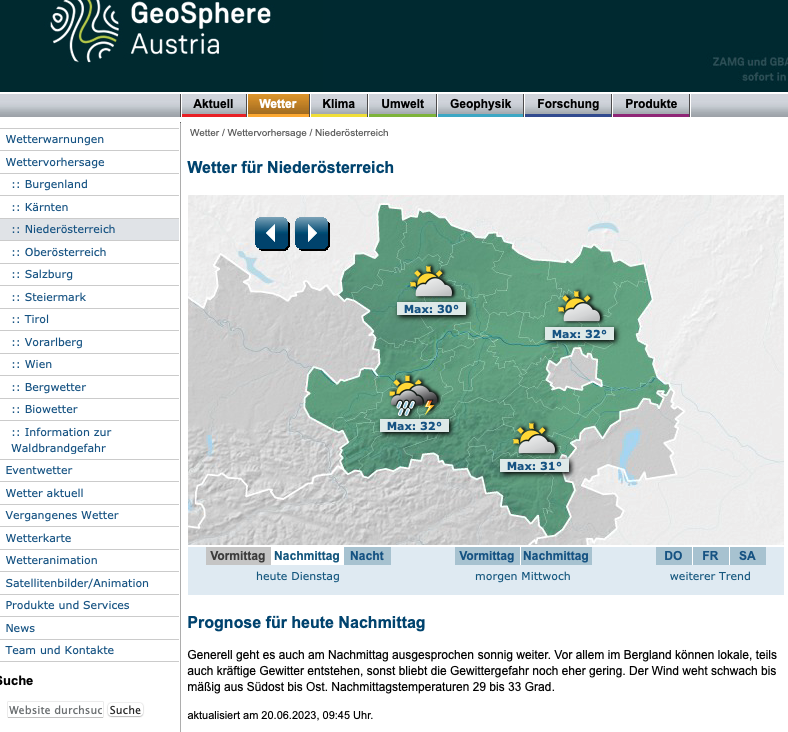 GeoSphere
Austria
ZAMG und GBA
sofort in
Aktuell Wetter Klima Umwelt Geophysik Forschung Produkte
Wetter / Wettervorhersage / Niederösterreich
Wetterwarnungen
Wettervorhersage
:: Burgenland
:: Kärnten
:: Niederösterreich
:: Oberösterreich
:: Salzburg
:: Steiermark
:: Tirol
:: Vorarlberg
:: Wien
:: Bergwetter
:: Biowetter
:: Information zur
Waldbrandgefahr
Eventwetter
Wetter aktuell
Vergangenes Wetter
Wetterkarte
Wetteranimation
Satellitenbilder/Animation
Produkte und Services
News
Team und Kontakte
Suche
Website durchsuc Suche
Wetter für Niederösterreich
Max: 30°
Max: 32°
Max: 32°
Max: 31°
Vormittag Nachmittag Nacht
heute Dienstag
Vormittag Nachmittag
morgen Mittwoch
DO FR SA
weiterer Trend
Prognose für heute Nachmittag
Generell geht es auch am Nachmittag ausgesprochen sonnig weiter. Vor allem im Bergland können lokale, teils
auch kräftige Gewitter entstehen, sonst bliebt die Gewittergefahr noch eher gering. Der Wind weht schwach bis
mäßig aus Südost bis Ost. Nachmittagstemperaturen 29 bis 33 Grad.
aktualisiert am 20.06.2023, 09:45 Uhr.